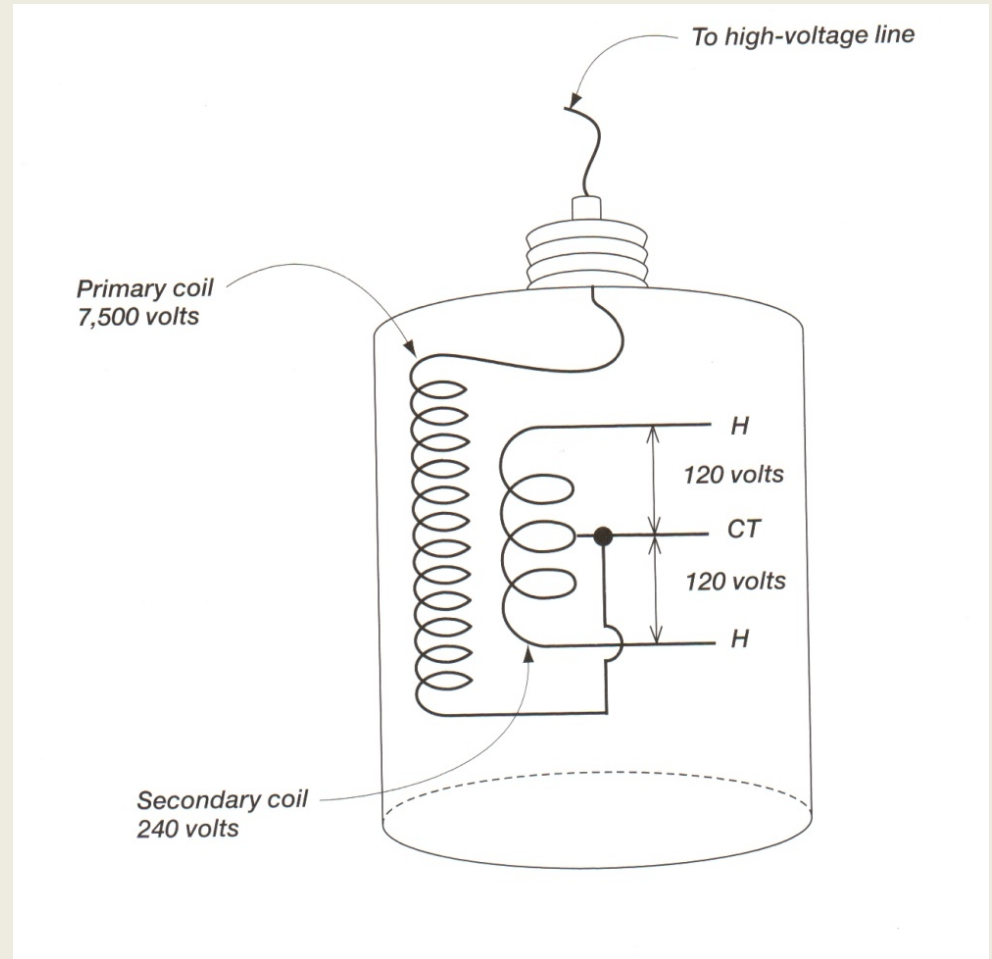 To high-voltage line
Primary coil
7,500 volts
H
120 volts
CT
120 volts
H
Secondary coil
240 volts